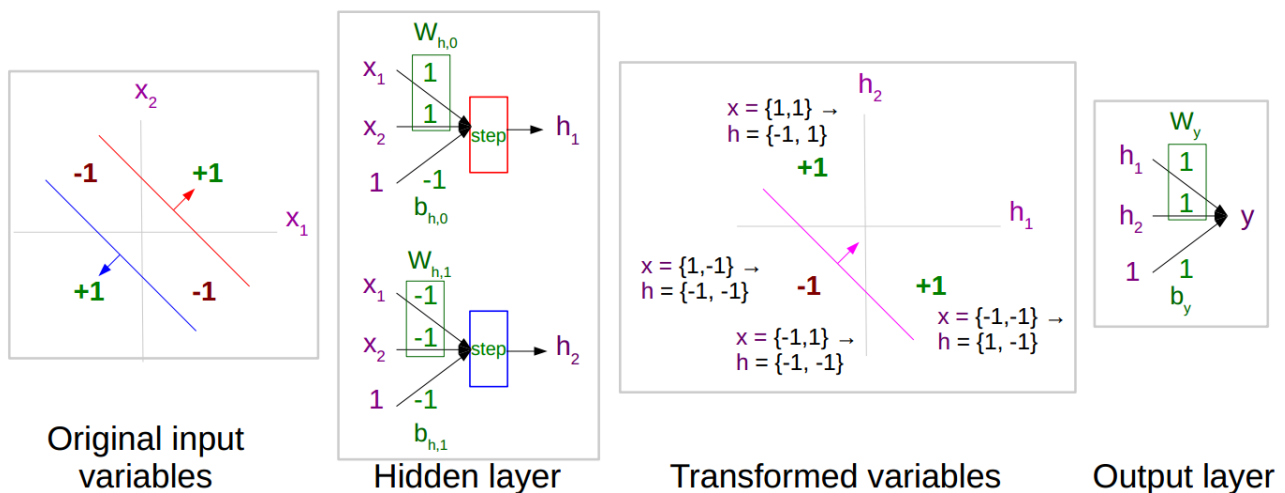 x2
-1
+1
x1
+1
-1
Original input
variables
Wh,0
x1
1
x2
1
step
h1
1
-1
bh,0
Wh,1
x1
-1
x2
-1
step
h2
1
-1
bh,1
Hidden layer
h2
x = {1,1} →
h = {-1, 1}
+1
h1
x = {1,-1} →
h = {-1, -1}
-1
+1
x = {-1,1} →
h = {-1, -1}
x = {-1,-1} →
h = {1, -1}
Transformed variables
Wy
h1
1
h2
1
y
1
1
by
Output layer